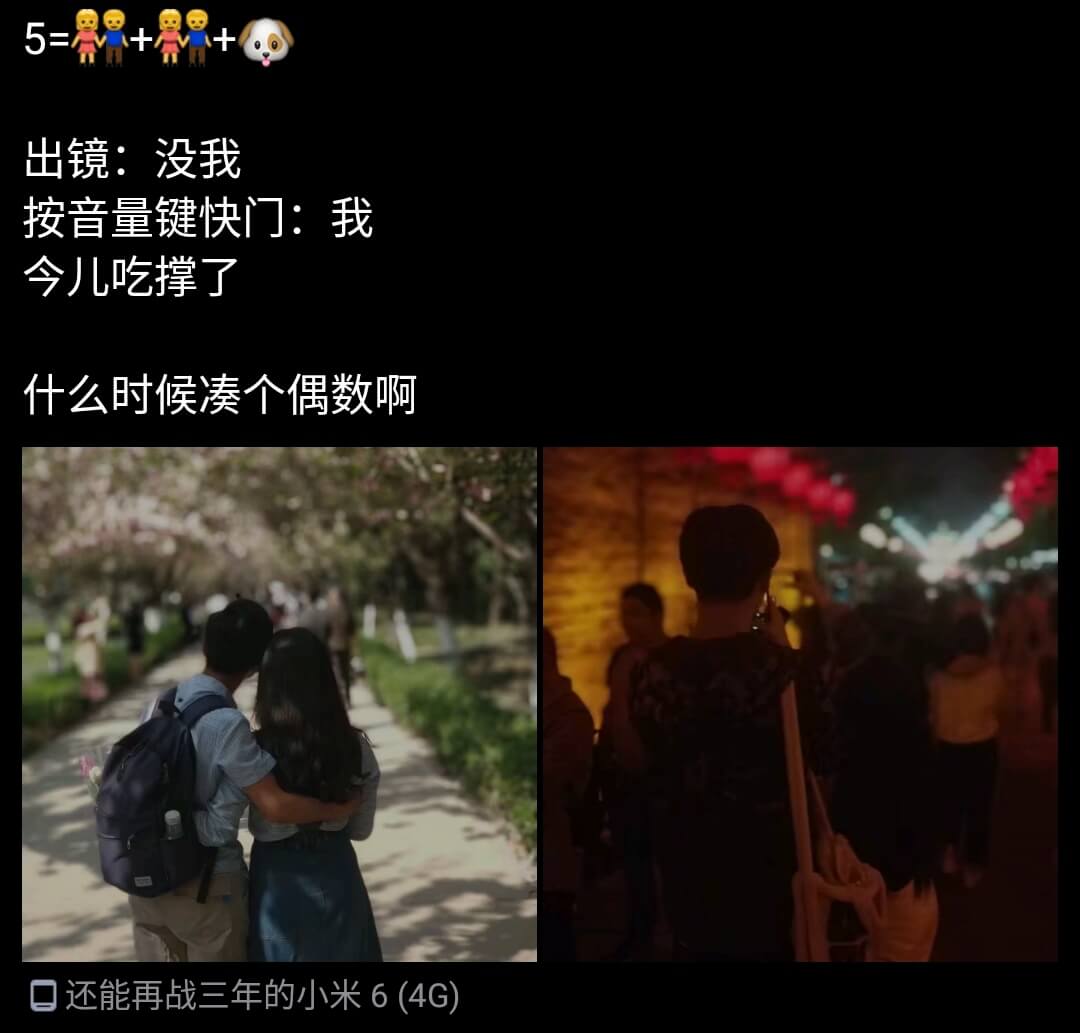 5=👫+👫+🐶
出镜：没我
按音量键快门：我
今儿吃撑了
什么时候凑个偶数啊
还能再战三年的小米 6 (4G)